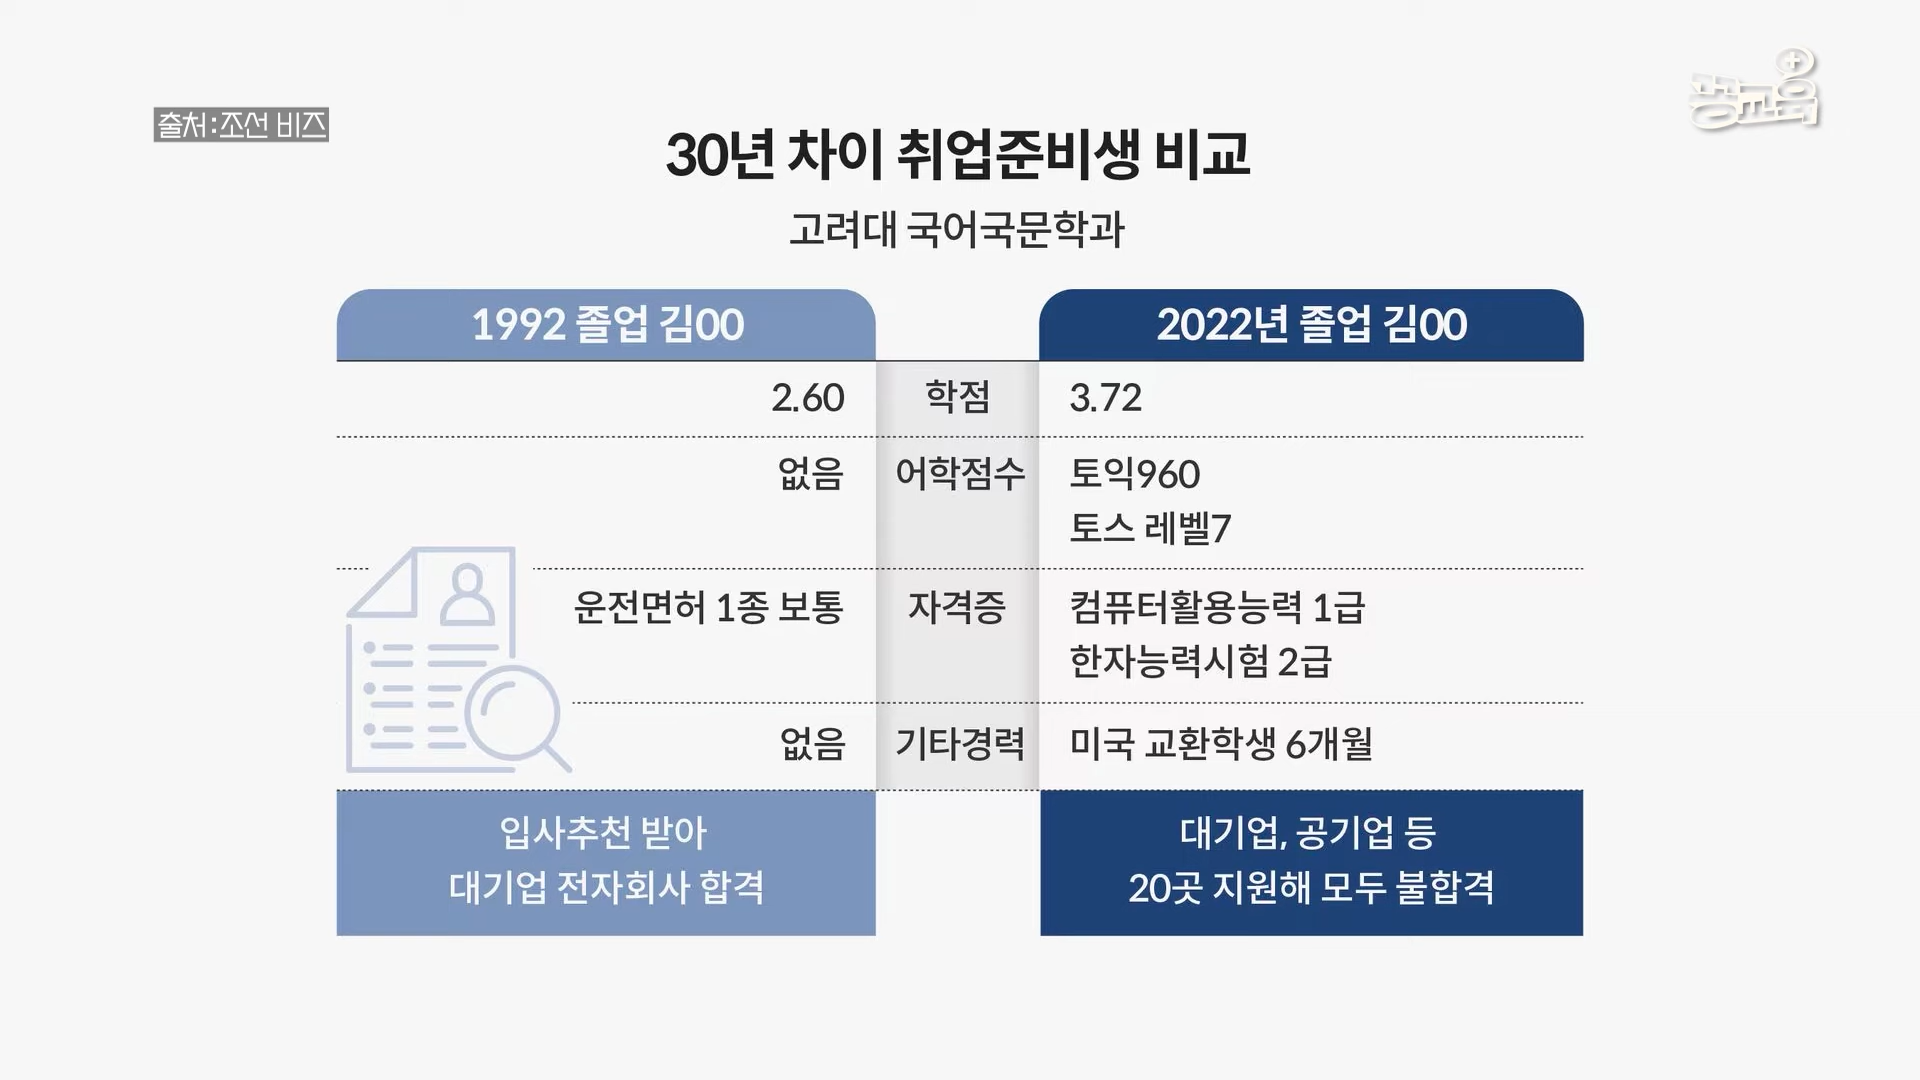 출처:조선 비즈
꽁교육
30년 차이 취업준비생 비교
고려대 국어국문학과
1992 졸업 김00
2022년 졸업 김00
2.60 학점 3.72
없음 어학점수 토익960
토스 레벨7
운전면허 1종 보통 자격증 컴퓨터활용능력 1급
한자능력시험 2급
없음 기타경력 미국 교환학생 6개월
입사추천 받아
대기업 전자회사 합격
대기업, 공기업 등
20곳 지원해 모두 불합격